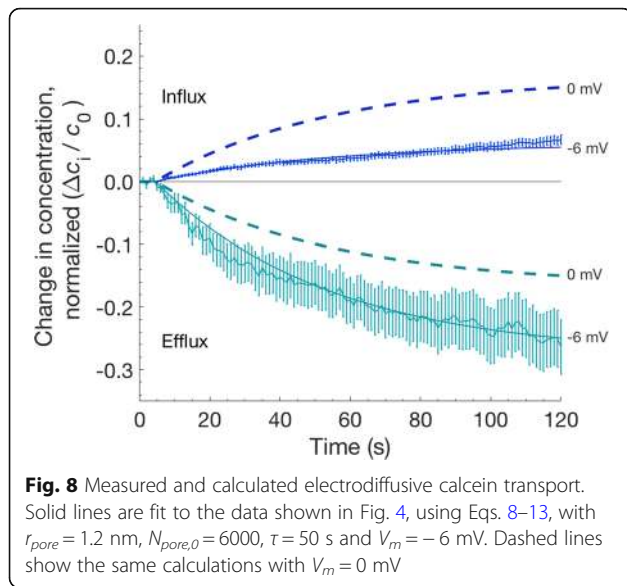 Change in concentration,
normalized (Δcᵢ / c₀)
0.2
0.1
0.0
-0.1
-0.2
-0.3
Influx
Efflux
0 mV
-6 mV
0 mV
-6 mV
0 20 40 60 80 100 120
Time (s)
Fig. 8 Measured and calculated electrodiffusive calcein transport.
Solid lines are fit to the data shown in Fig. 4, using Eqs. 8–13, with
r_pore = 1.2 nm, N_pore,0 = 6000, τ = 50 s and V_m = − 6 mV. Dashed lines
show the same calculations with V_m = 0 mV